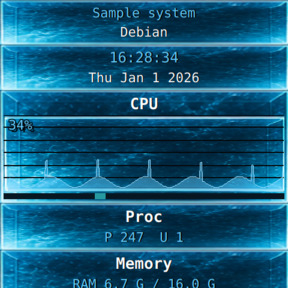 Sample system
Debian
16:28:34
Thu Jan 1 2026
CPU
34%
Proc
P 247 U 1
Memory
RAM 6.7 G / 16.0 G